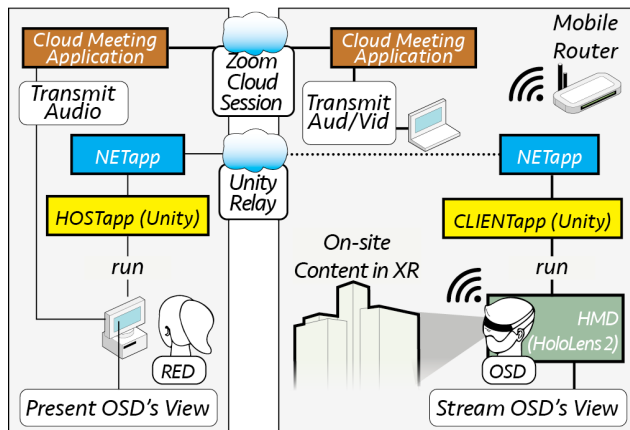 Cloud Meeting
Application
Transmit
Audio
NETapp
HOSTapp (Unity)
run
RED
Present OSD's View
Zoom
Cloud
Session
Unity
Relay
Cloud Meeting
Application
Transmit
Aud/Vid
Mobile
Router
NETapp
CLIENTapp (Unity)
On-site
Content in XR
run
HMD
(HoloLens 2)
OSD
Stream OSD's View